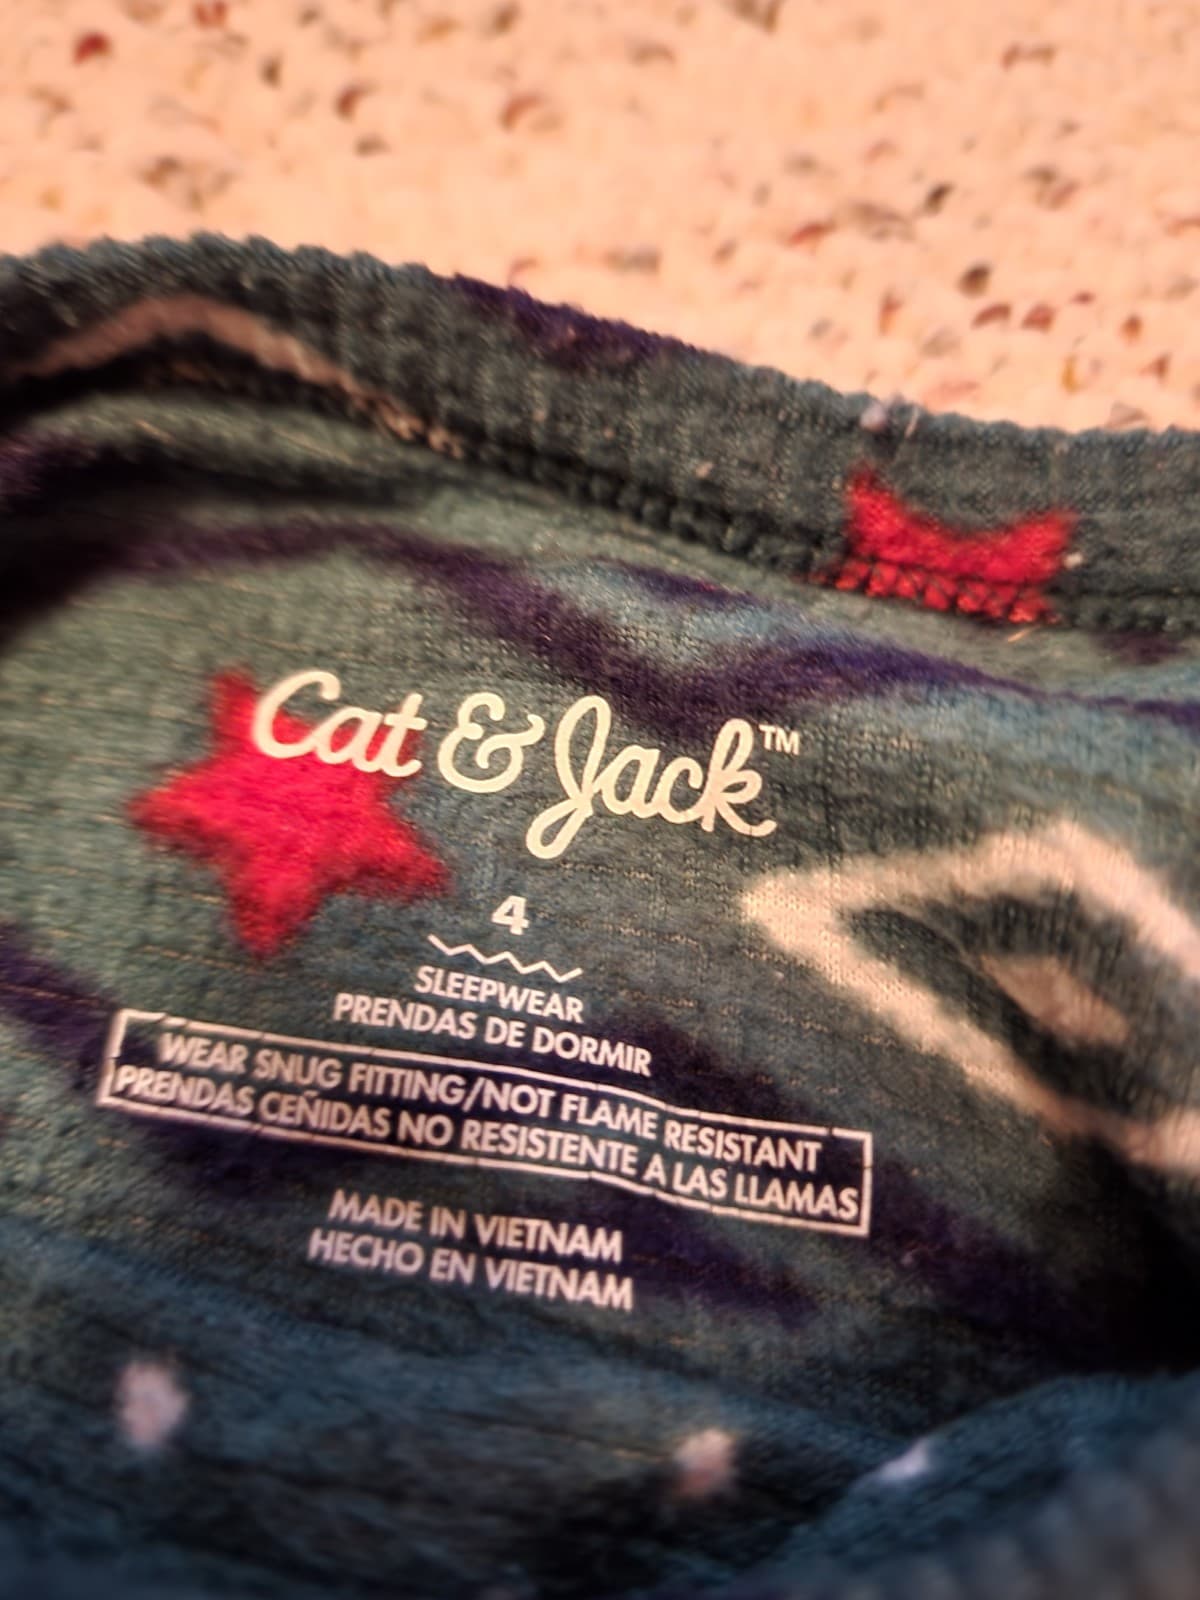 Cat & Jack™
4
SLEEPWEAR
PRENDAS DE DORMIR
WEAR SNUG FITTING/NOT FLAME RESISTANT
PRENDAS CEÑIDAS NO RESISTENTE A LAS LLAMAS
MADE IN VIETNAM
HECHO EN VIETNAM